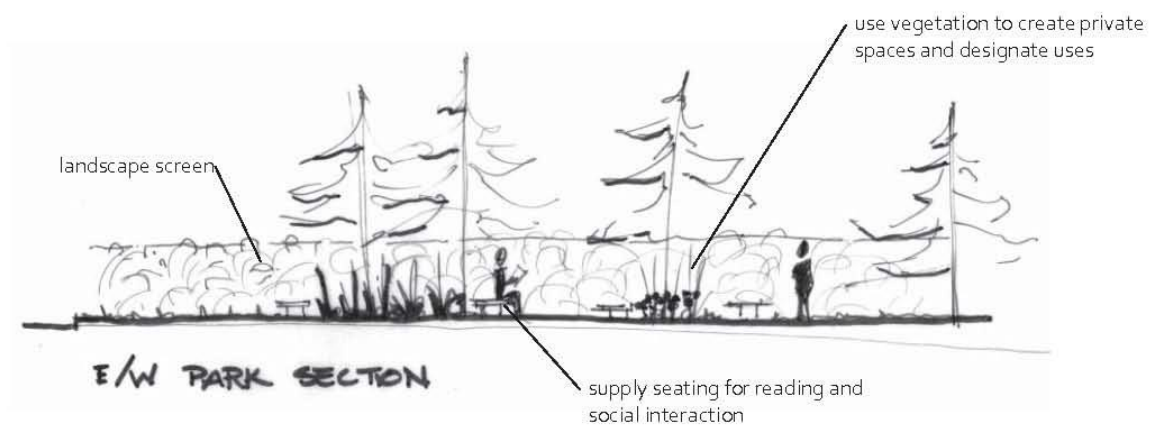 use vegetation to create private
spaces and designate uses
landscape screen
E/W PARK SECTION
supply seating for reading and
social interaction